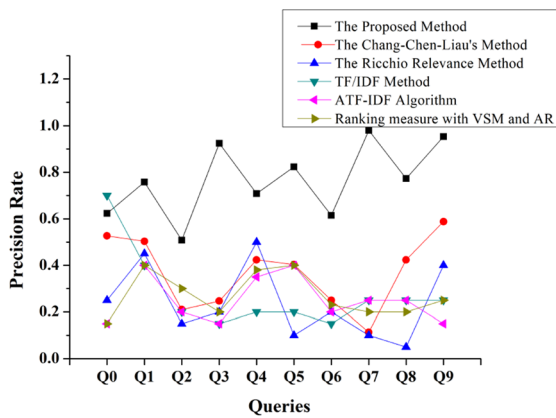 The Proposed Method
The Chang-Chen-Liau's Method
The Ricchio Relevance Method
TF/IDF Method
ATF-IDF Algorithm
Ranking measure with VSM and AR
1.2
1.0
0.8
0.6
0.4
0.2
0.0
Precision Rate
Q0 Q1 Q2 Q3 Q4 Q5 Q6 Q7 Q8 Q9
Queries